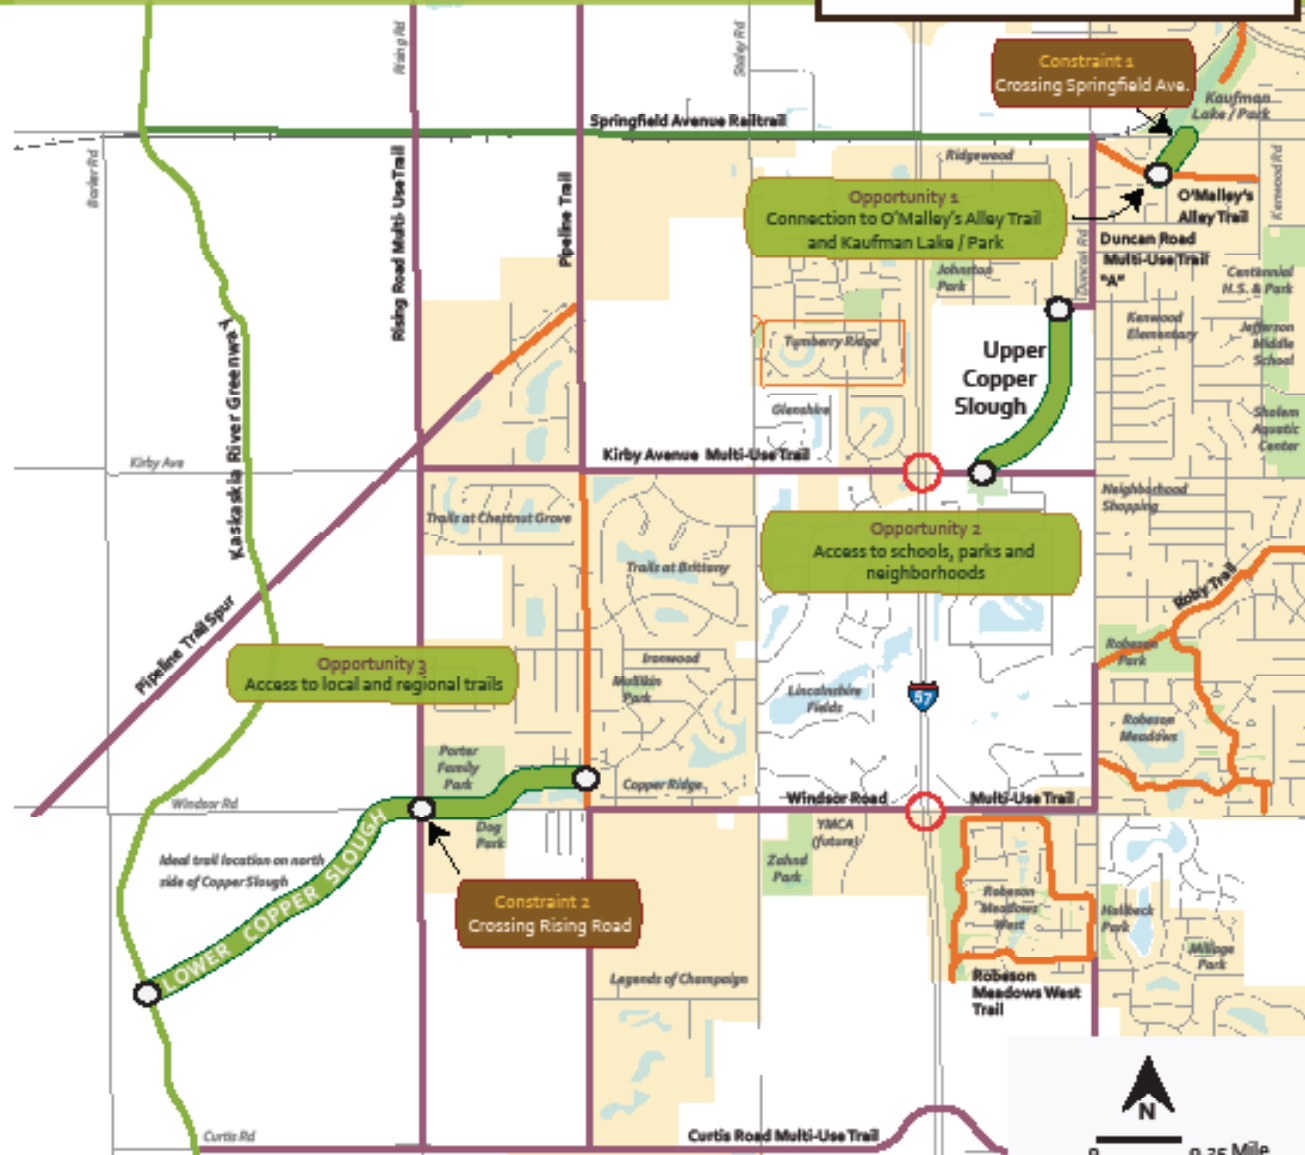 Rising Rd
Staley Rd
Constraint 1
Crossing Springfield Ave.
Kaufman
Lake / Park
Springfield Avenue Railtrail
Barker Rd
Rising Road Multi-UseTrail
Pipeline Trail
Ridgewood
Kenwood Rd
Opportunity 1
Connection to O'Malley's Alley Trail
and Kaufman Lake / Park
O'Malley's
Alley Trail
Duncan Rd
Duncan Road
Multi-Use Trail
"A"
Johnston
Park
Centennial
H.S. & Park
Kenwood
Elementary
Jefferson
Middle
School
Turnberry Ridge
Upper
Copper
Slough
Glenshire
Sholem
Aquatic
Center
Kaskaskia River Greenway
Kirby Ave
Kirby Avenue Multi-Use Trail
Neighborhood
Shopping
Trails at Chestnut Grove
Opportunity 2
Access to schools, parks and
neighborhoods
Trails at Brittany
Roby Trail
Pipeline Trail Spur
Opportunity 3
Access to local and regional trails
Ironwood
Mullikin
Park
Robeson
Park
Lincolnshire
Fields
57
Robeson
Meadows
Porter
Family
Park
Copper Ridge
Windsor Rd
Windsor Road
Multi-Use Trail
Dog
Park
YMCA
(future)
Ideal trail location on north
side of Copper Slough
Zahnd
Park
LOWER COPPER SLOUGH
Constraint 2
Crossing Rising Road
Robeson
Meadows
West
Hallbeck
Park
Millage
Park
Legends of Champaign
Robeson
Meadows West
Trail
N
Curtis Rd
Curtis Road Multi-Use Trail
0 0.25 Mile